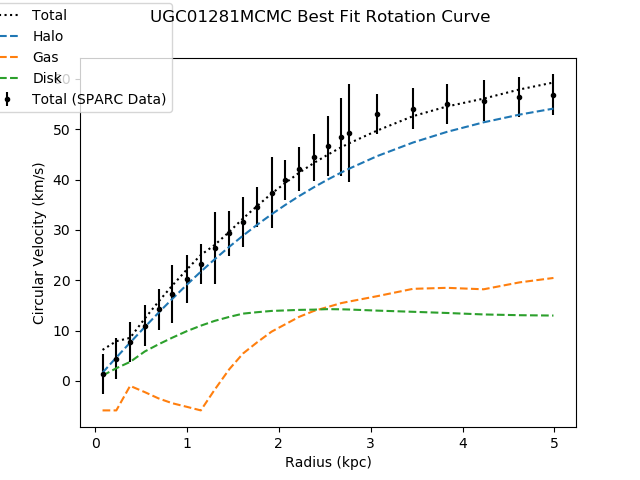 UGC01281MCMC Best Fit Rotation Curve
Total
Halo
Gas
Disk
Total (SPARC Data)
Circular Velocity (km/s)
60
50
40
30
20
10
0
0 1 2 3 4 5
Radius (kpc)